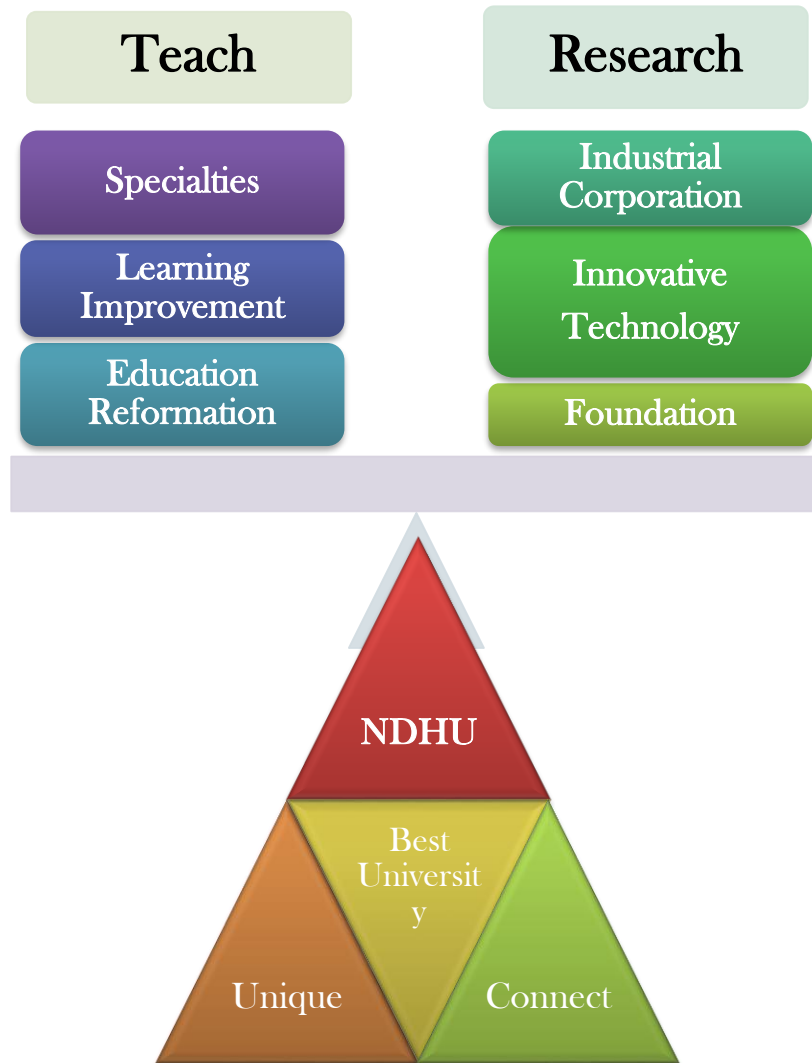 Teach
Research
Specialties
Learning
Improvement
Education
Reformation
Industrial
Corporation
Innovative
Technology
Foundation
NDHU
Best
Universit
y
Unique
Connect